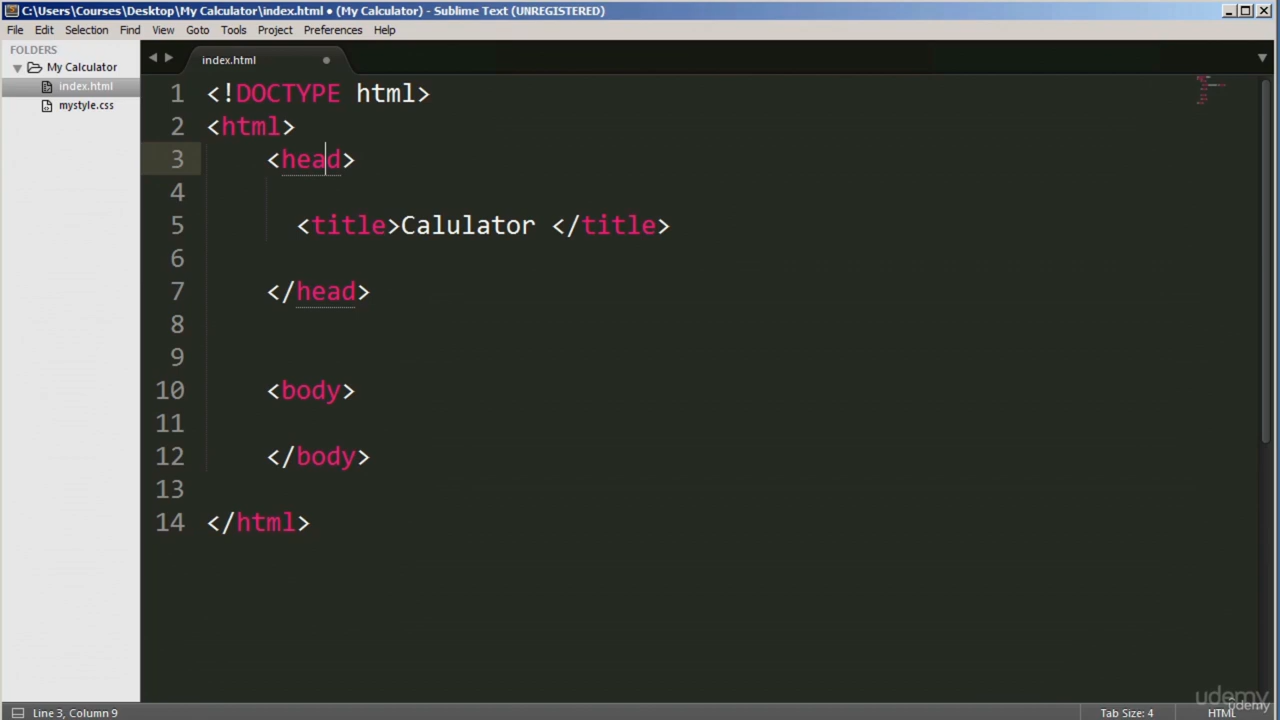 C:\Users\Courses\Desktop\My Calculator\index.html • (My Calculator) - Sublime Text (UNREGISTERED)
File Edit Selection Find View Goto Tools Project Preferences Help
FOLDERS
My Calculator
index.html
mystyle.css
index.html
1 <!DOCTYPE html>
2 <html>
3 <head>
4
5 <title>Calulator </title>
6
7 </head>
8
9
10 <body>
11
12 </body>
13
14 </html>
Line 3, Column 9
Tab Size: 4
HTML
udemy
udemy